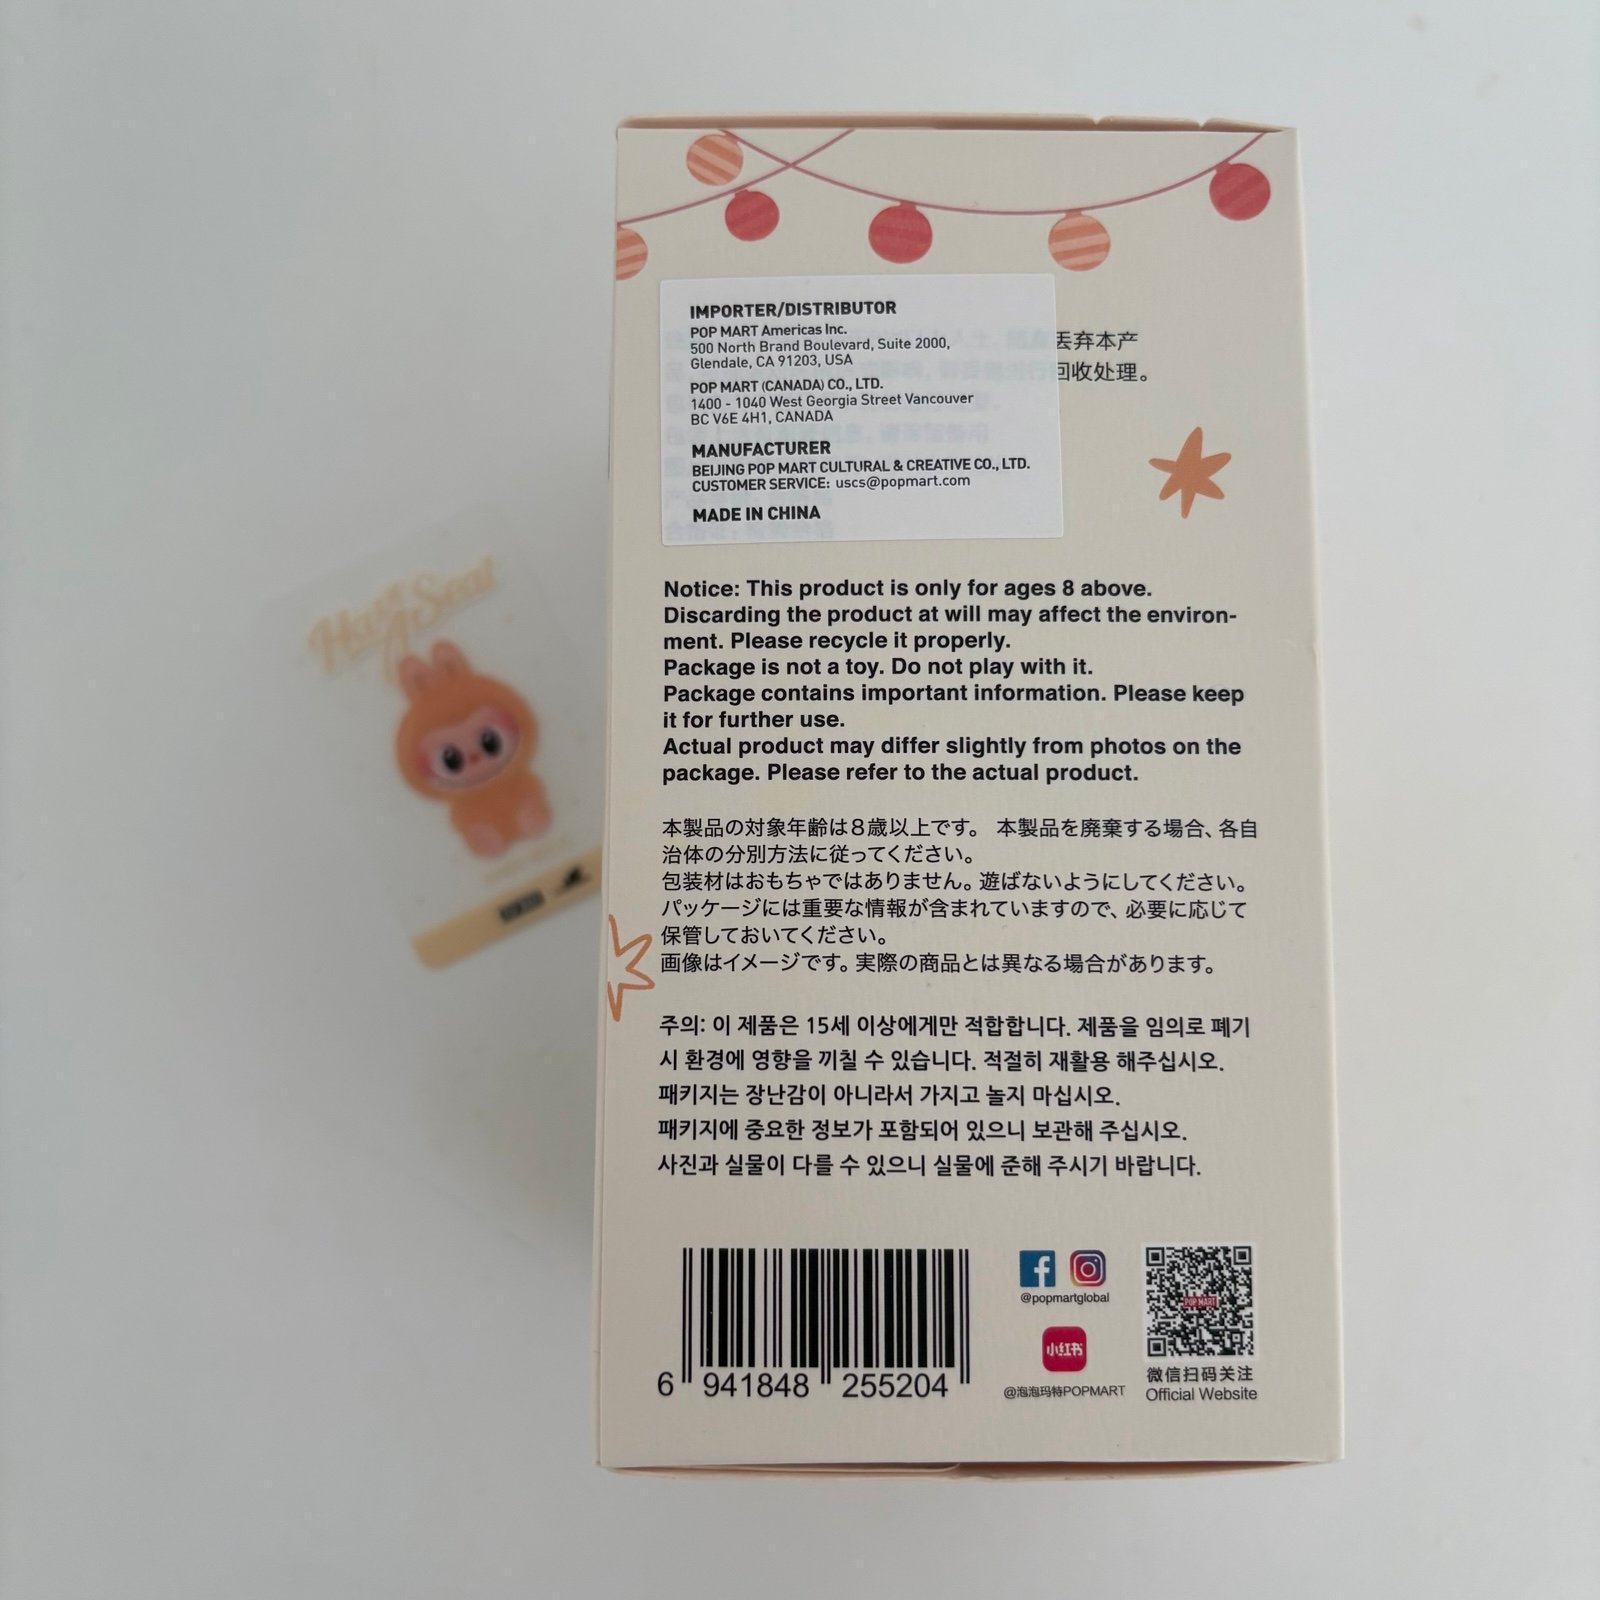 IMPORTER/DISTRIBUTOR
POP MART Americas Inc.
500 North Brand Boulevard, Suite 2000,
Glendale, CA 91203, USA
POP MART (CANADA) CO., LTD.
1400 - 1040 West Georgia Street Vancouver
BC V6E 4H1, CANADA
MANUFACTURER
BEIJING POP MART CULTURAL & CREATIVE CO., LTD.
CUSTOMER SERVICE: uscs@popmart.com
MADE IN CHINA
丢弃本产
回收处理。
Notice: This product is only for ages 8 above.
Discarding the product at will may affect the environ-
ment. Please recycle it properly.
Package is not a toy. Do not play with it.
Package contains important information. Please keep
it for further use.
Actual product may differ slightly from photos on the
package. Please refer to the actual product.
本製品の対象年齢は8歳以上です。 本製品を廃棄する場合、各自
治体の分別方法に従ってください。
包装材はおもちゃではありません。遊ばないようにしてください。
パッケージには重要な情報が含まれていますので、必要に応じて
保管しておいてください。
画像はイメージです。実際の商品とは異なる場合があります。
주의: 이 제품은 15세 이상에게만 적합합니다. 제품을 임의로 폐기
시 환경에 영향을 끼칠 수 있습니다. 적절히 재활용 해주십시오.
패키지는 장난감이 아니라서 가지고 놀지 마십시오.
패키지에 중요한 정보가 포함되어 있으니 보관해 주십시오.
사진과 실물이 다를 수 있으니 실물에 준해 주시기 바랍니다.
6 941848 255204
@popmartglobal
小红书
@泡泡玛特POPMART
POP MART
微信扫码关注
Official Website
Have A Seat